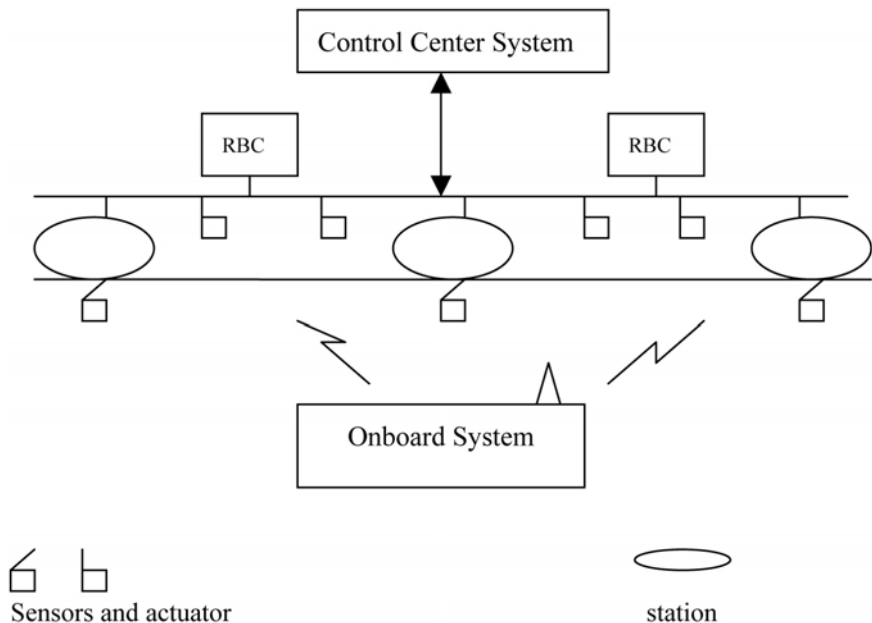 Control Center System
RBC
RBC
Onboard System
Sensors and actuator
station